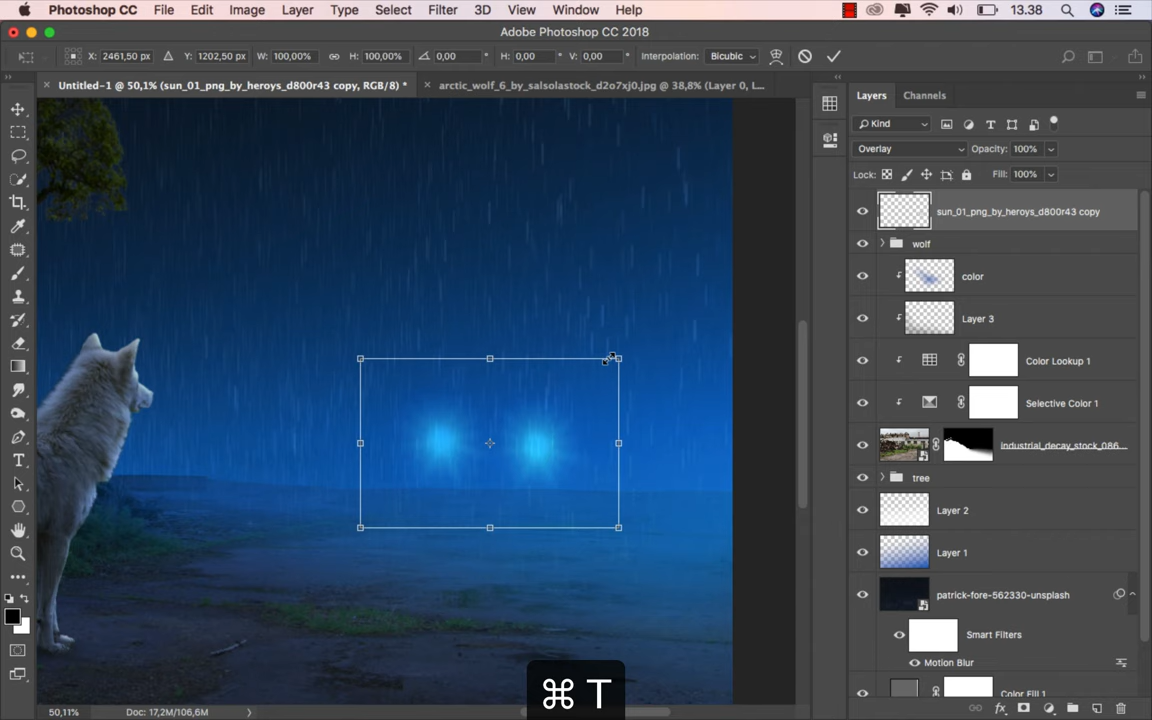 Photoshop CC File Edit Image Layer Type Select Filter 3D View Window Help 13.38
Adobe Photoshop CC 2018
X: 2461,50 px Y: 1202,50 px W: 100,00% H: 100,00% 0,00 ° H: 0,00 ° V: 0,00 ° Interpolation: Bicubic
Untitled-1 @ 50,1% (sun_01_png_by_heroys_d800r43 copy, RGB/8) * arctic_wolf_6_by_salsolastock_d2o7xj0.jpg @ 38,8% (Layer 0, L...
Layers Channels
Kind
Overlay Opacity: 100%
Lock: Fill: 100%
sun_01_png_by_heroys_d800r43 copy
wolf
color
Layer 3
Color Lookup 1
Selective Color 1
industrial_decay_stock_086...
tree
Layer 2
Layer 1
patrick-fore-562330-unsplash
Smart Filters
Motion Blur
Color Fill 1
⌘ T
50,11% Doc: 17,2M/106,6M